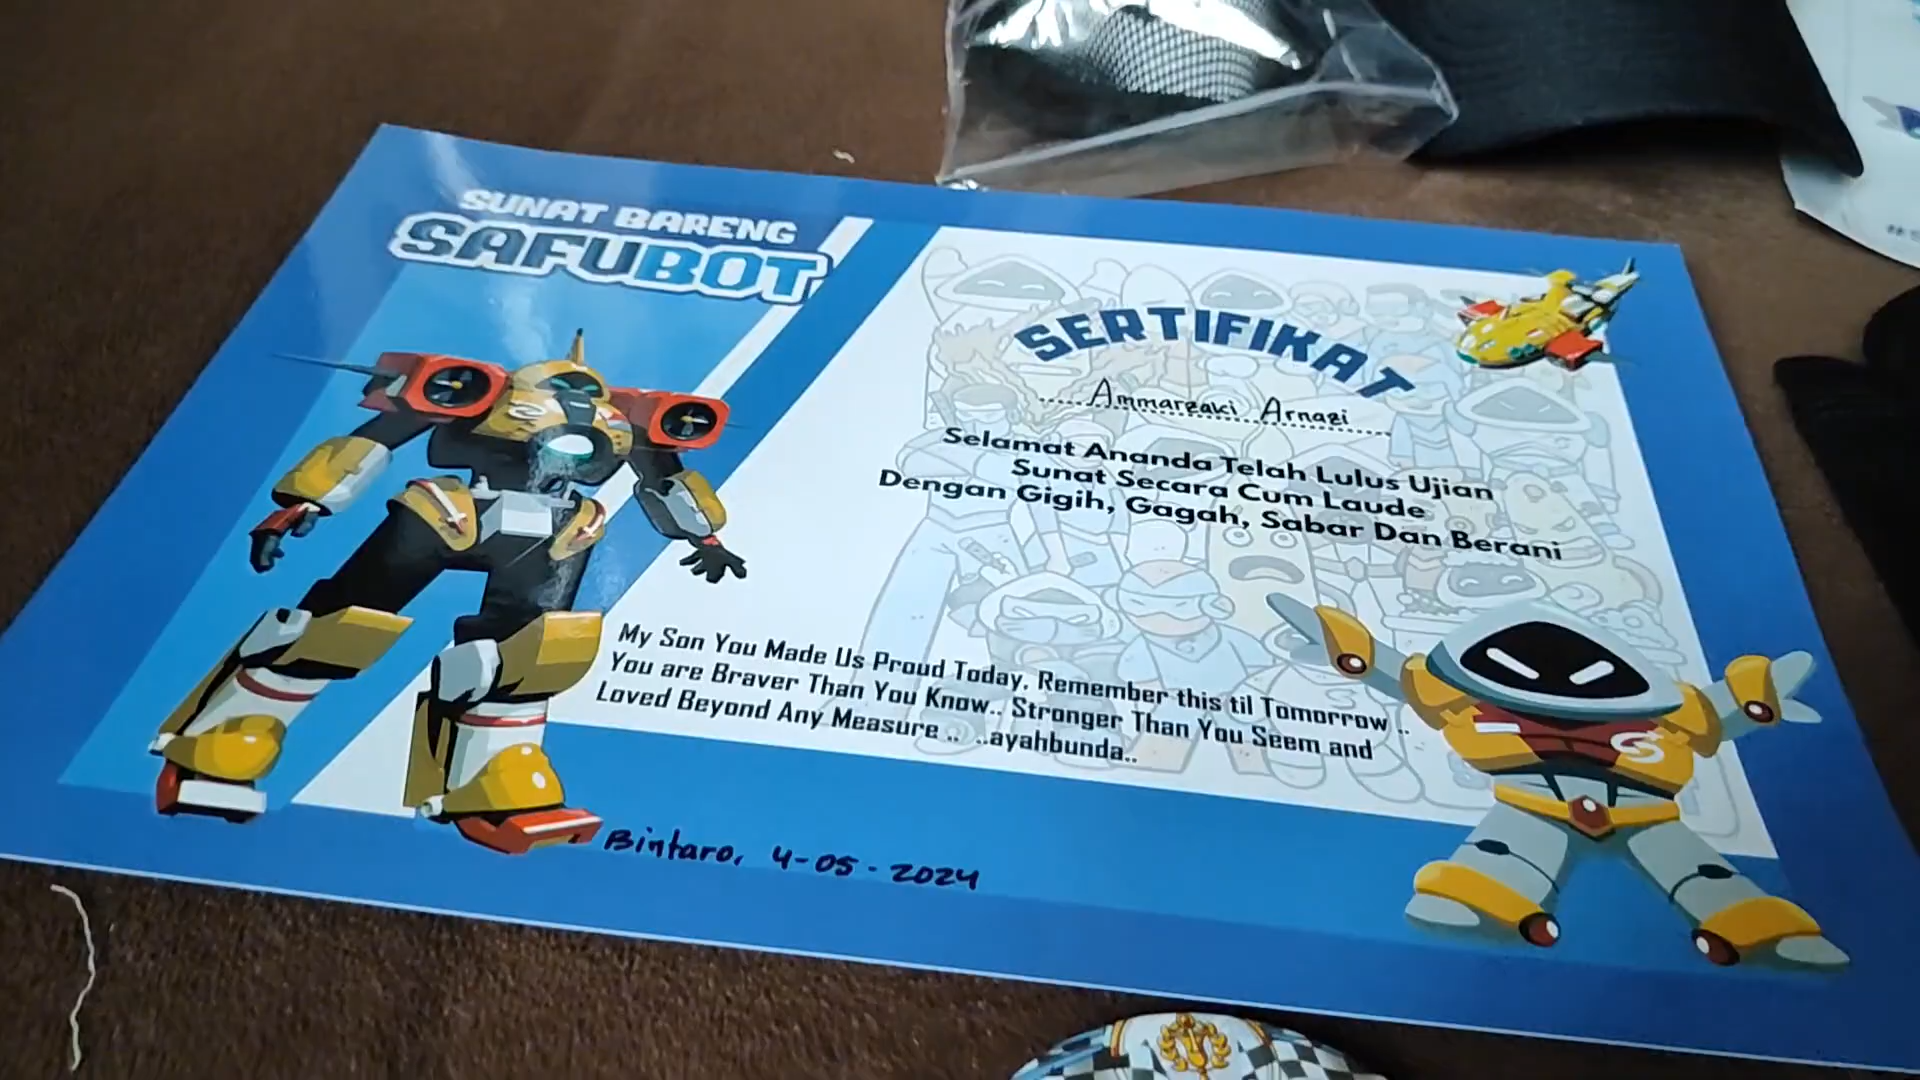 SUNAT BARENG
SAFUBOT
SERTIFIKAT
Ammarzaki Arnazi
Selamat Ananda Telah Lulus Ujian
Sunat Secara Cum Laude
Dengan Gigih, Gagah, Sabar Dan Berani
My Son You Made Us Proud Today. Remember this til Tomorrow ..
You are Braver Than You Know.. Stronger Than You Seem and
Loved Beyond Any Measure .. ..ayahbunda..
Bintaro, 4-05-2024